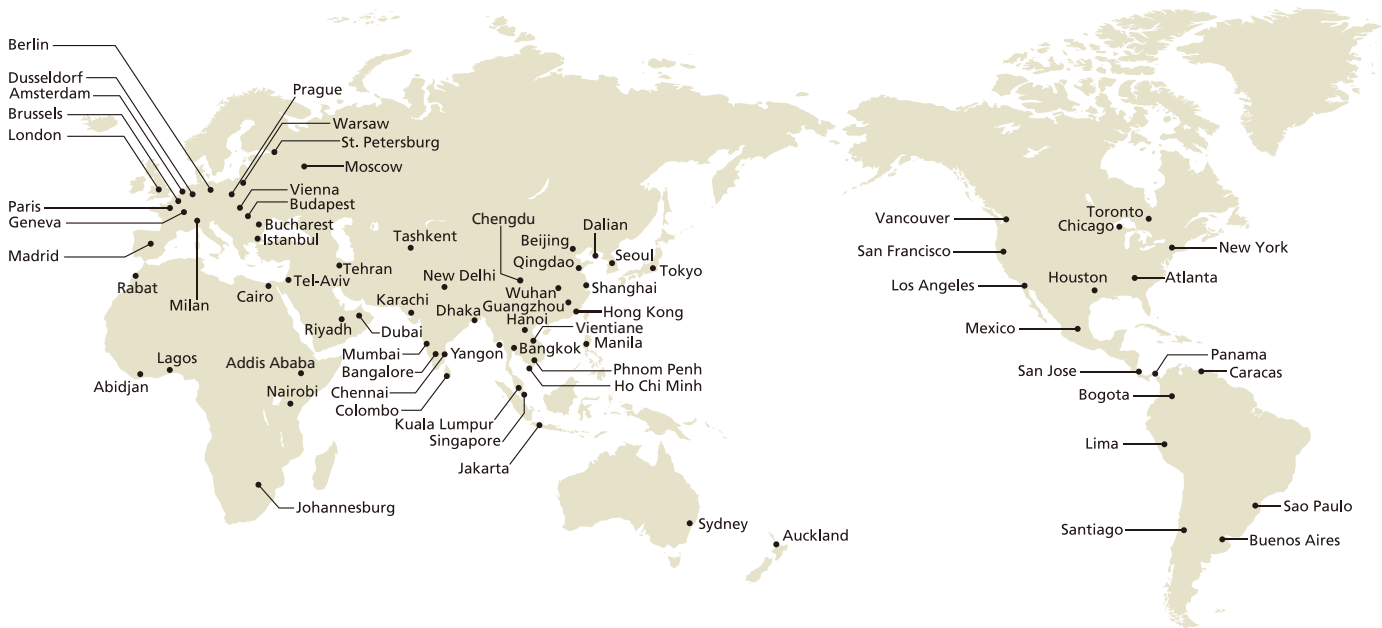 Berlin
Dusseldorf
Amsterdam
Brussels
London
Paris
Geneva
Madrid
Prague
Warsaw
St. Petersburg
Moscow
Vienna
Budapest
Bucharest
Istanbul
Rabat
Milan
Cairo
Tel-Aviv
Tehran
Tashkent
New Delhi
Karachi
Dhaka
Riyadh
Dubai
Mumbai
Bangalore
Chennai
Colombo
Yangon
Lagos
Abidjan
Addis Ababa
Nairobi
Johannesburg
Chengdu
Dalian
Beijing
Qingdao
Seoul
Tokyo
Wuhan
Shanghai
Guangzhou
Hong Kong
Hanoi
Vientiane
Manila
Bangkok
Phnom Penh
Ho Chi Minh
Kuala Lumpur
Singapore
Jakarta
Sydney
Auckland
Vancouver
San Francisco
Los Angeles
Mexico
San Jose
Toronto
Chicago
New York
Houston
Atlanta
Panama
Caracas
Bogota
Lima
Santiago
Sao Paulo
Buenos Aires